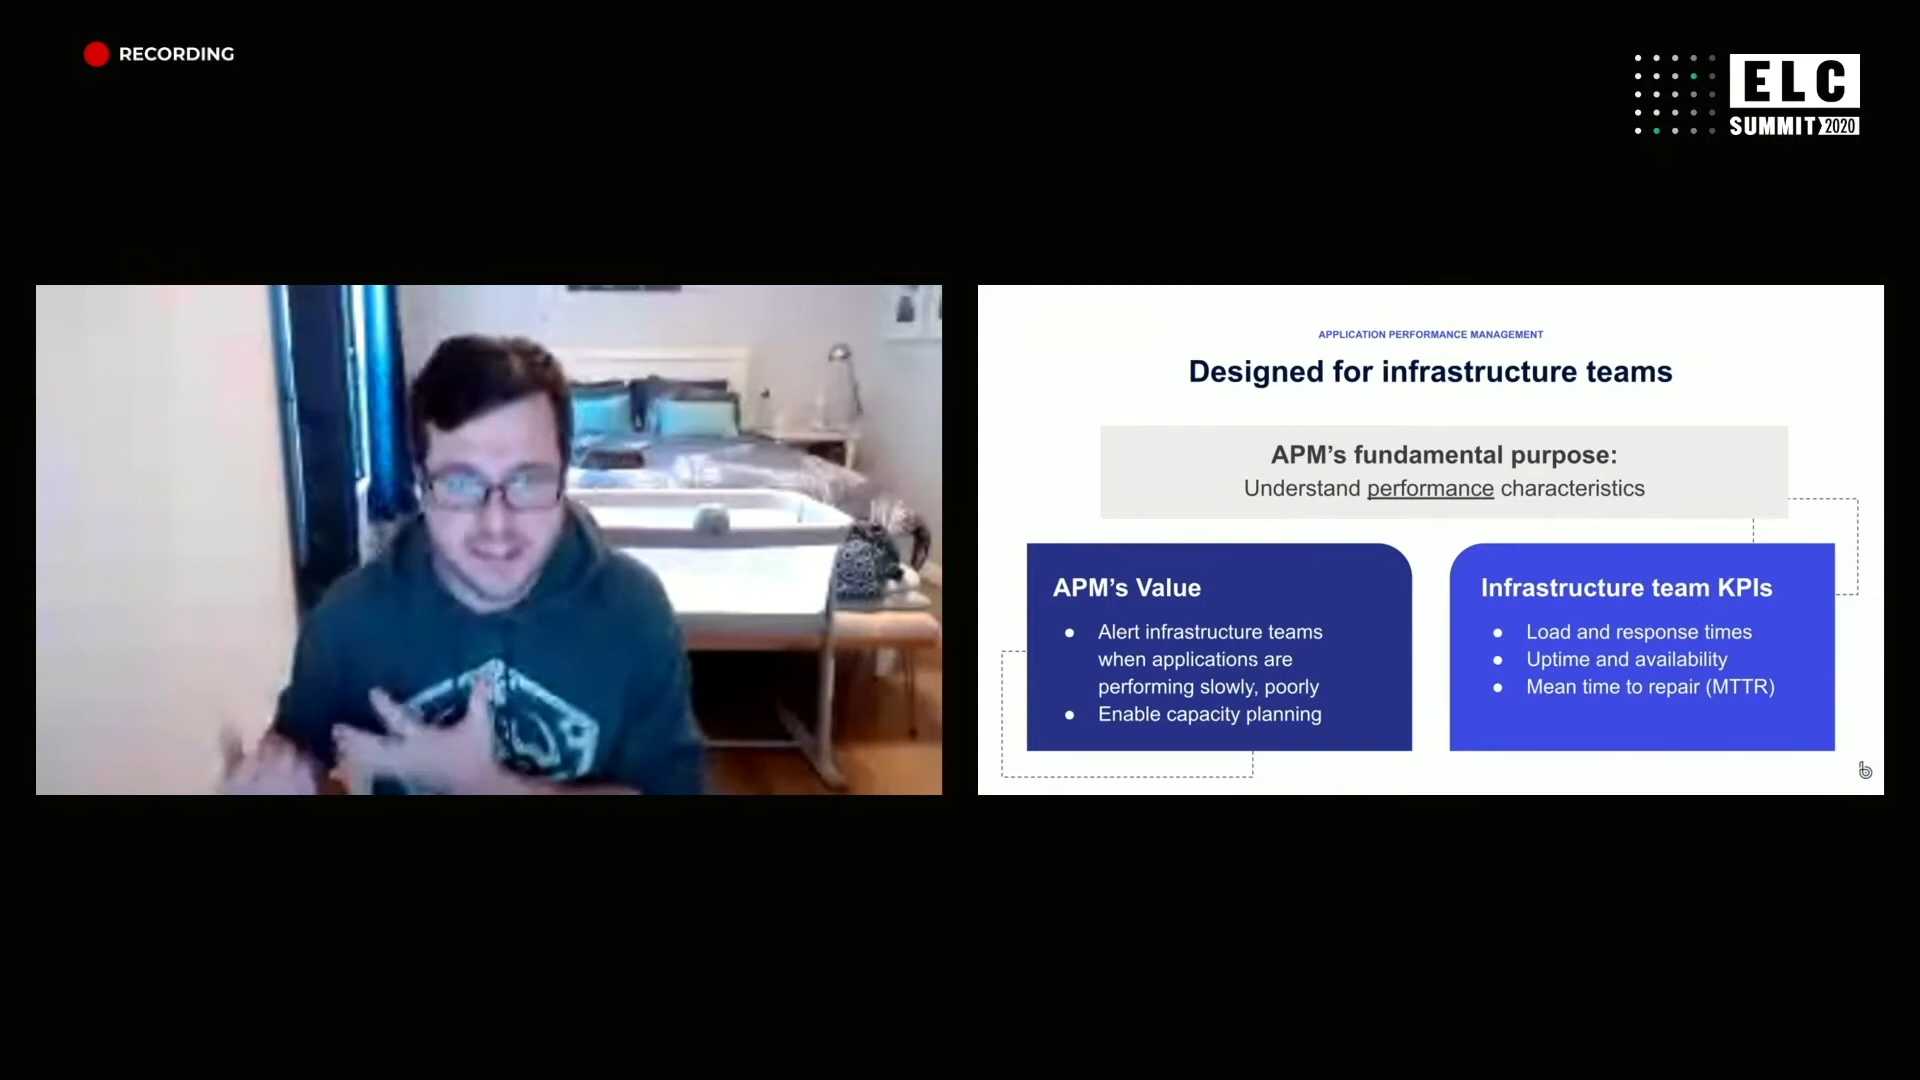 RECORDING
ELC
SUMMIT 2020
APPLICATION PERFORMANCE MANAGEMENT
Designed for infrastructure teams
APM’s fundamental purpose:
Understand performance characteristics
APM’s Value
● Alert infrastructure teams
when applications are
performing slowly, poorly
● Enable capacity planning
Infrastructure team KPIs
● Load and response times
● Uptime and availability
● Mean time to repair (MTTR)